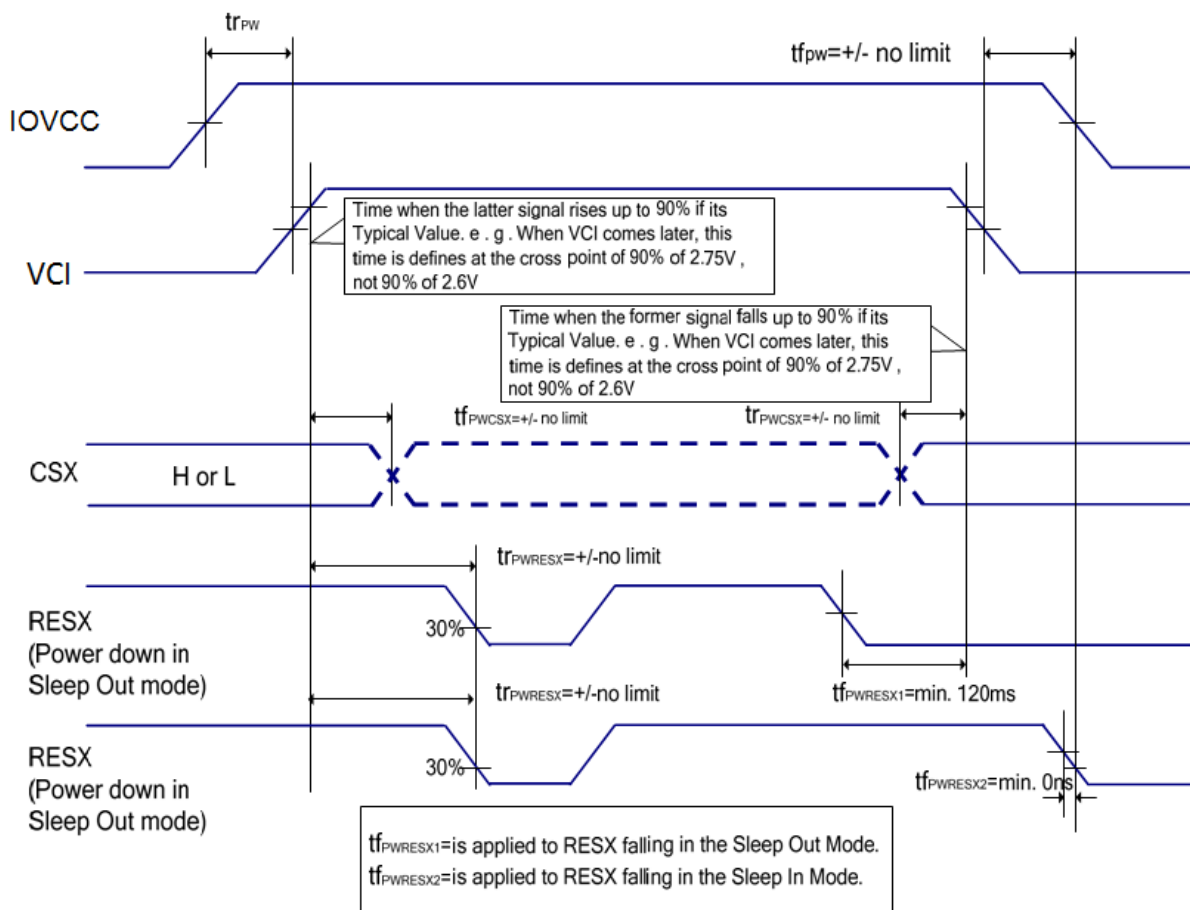 trPW
tfpw=+/- no limit
IOVCC
VCI
Time when the latter signal rises up to 90% if its
Typical Value. e . g . When VCI comes later, this
time is defines at the cross point of 90% of 2.75V ,
not 90% of 2.6V
Time when the former signal falls up to 90% if its
Typical Value. e . g . When VCI comes later, this
time is defines at the cross point of 90% of 2.75V ,
not 90% of 2.6V
tfPWCSX=+/- no limit
trPWCSX=+/- no limit
CSX
H or L
trPWRESX=+/-no limit
RESX
(Power down in
Sleep Out mode)
30%
tfPWRESX1=min. 120ms
trPWRESX=+/-no limit
RESX
(Power down in
Sleep Out mode)
30%
tfPWRESX2=min. 0ns
tfPWRESX1=is applied to RESX falling in the Sleep Out Mode.
tfPWRESX2=is applied to RESX falling in the Sleep In Mode.